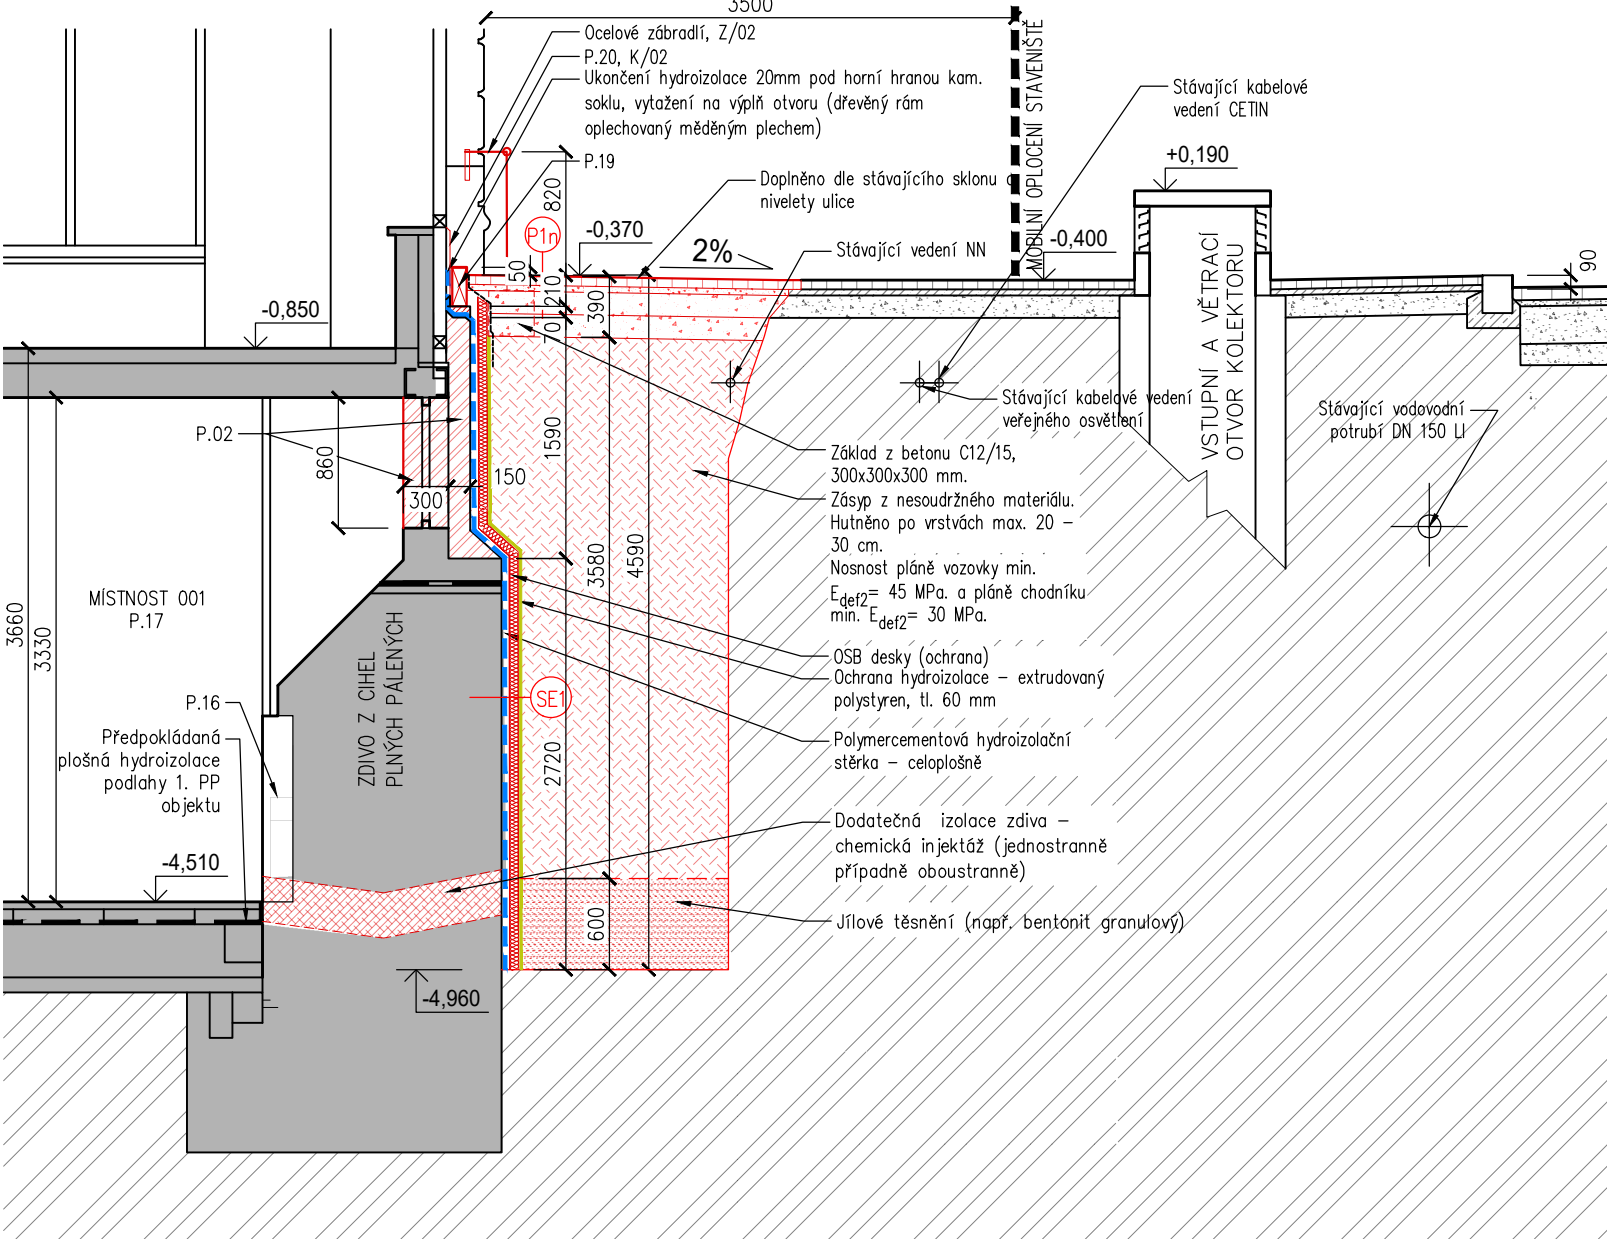 3500
Ocelové zábradlí, Z/02
P.20, K/02
Ukončení hydroizolace 20mm pod horní hranou kam.
soklu, vytažení na výplň otvoru (dřevěný rám
oplechovaný měděným plechem)
P.19
MOBILNÍ OPLOCENÍ STAVENIŠTĚ
Stávající kabelové
vedení CETIN
+0,190
Doplněno dle stávajícího sklonu a
nivelety ulice
820
P1n
-0,370
2%
Stávající vedení NN
-0,400
50
210
70
390
90
-0,850
VSTUPNÍ A VĚTRACÍ
OTVOR KOLEKTORU
Stávající kabelové vedení
veřejného osvětlení
Stávající vodovodní
potrubí DN 150 LI
P.02
860
300
150
1590
3580
4590
Základ z betonu C12/15,
300x300x300 mm.
Zásyp z nesoudržného materiálu.
Hutněno po vrstvách max. 20 –
30 cm.
Nosnost pláně vozovky min.
Edef2= 45 MPa. a pláně chodníku
min. Edef2= 30 MPa.
MÍSTNOST 001
P.17
3660
3330
ZDIVO Z CIHEL
PLNÝCH PÁLENÝCH
OSB desky (ochrana)
Ochrana hydroizolace – extrudovaný
polystyren, tl. 60 mm
SE1
P.16
Předpokládaná
plošná hydroizolace
podlahy 1. PP
objektu
2720
Polymercementová hydroizolační
stěrka – celoplošně
Dodatečná izolace zdiva –
chemická injektáž (jednostranně
případně oboustranně)
-4,510
600
Jílové těsnění (např. bentonit granulový)
-4,960